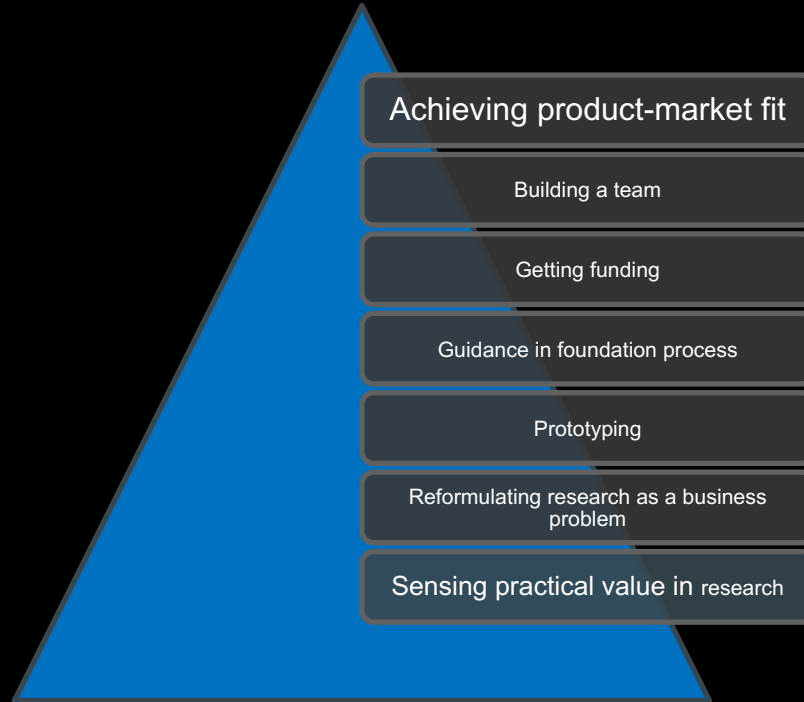 Achieving product-market fit
Building a team
Getting funding
Guidance in foundation process
Prototyping
Reformulating research as a business
problem
Sensing practical value in research